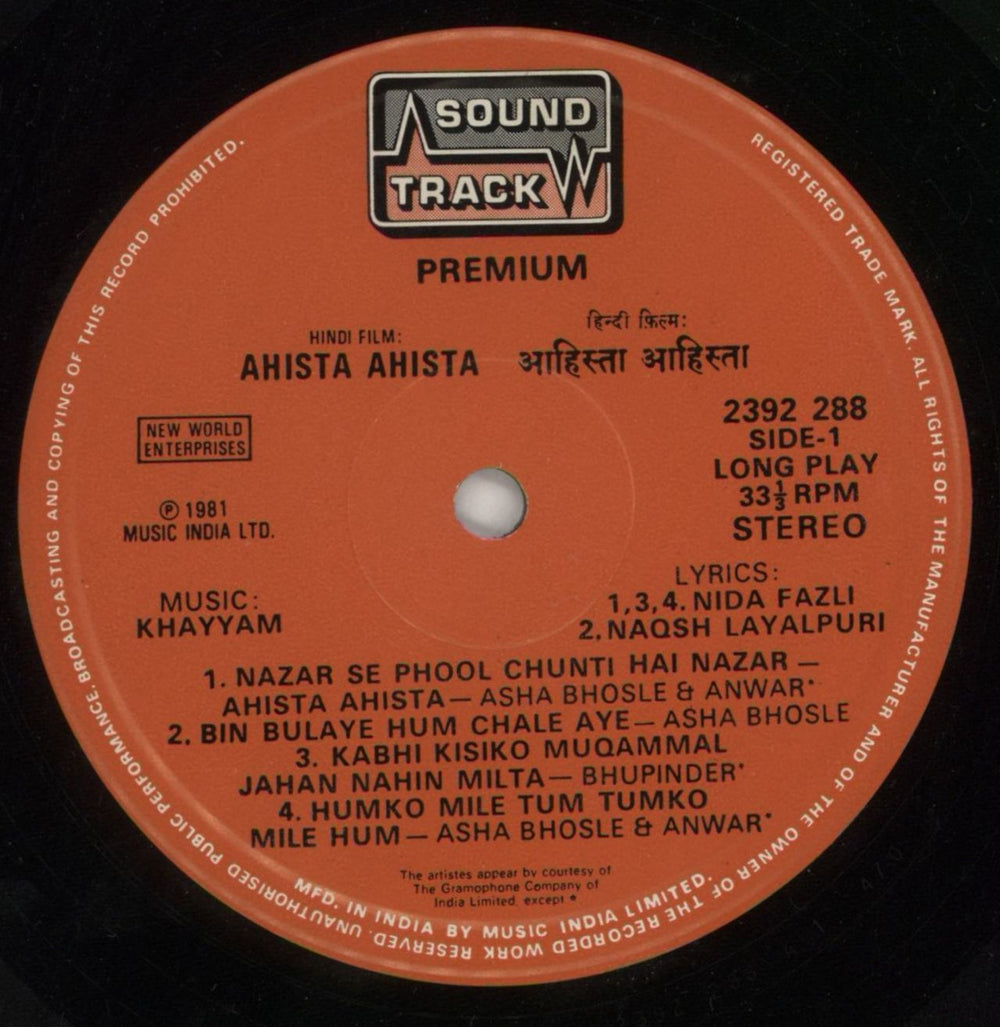 SOUND
TRACK
PREMIUM
HINDI FILM:
AHISTA AHISTA
हिन्दी फ़िल्म:
आहिस्ता आहिस्ता
NEW WORLD
ENTERPRISES
2392 288
SIDE-1
LONG PLAY
33⅓ RPM
STEREO
Ⓟ 1981
MUSIC INDIA LTD.
MUSIC:
KHAYYAM
LYRICS:
1,3,4. NIDA FAZLI
2. NAQSH LAYALPURI
1. NAZAR SE PHOOL CHUNTI HAI NAZAR —
AHISTA AHISTA — ASHA BHOSLE & ANWAR*
2. BIN BULAYE HUM CHALE AYE — ASHA BHOSLE
3. KABHI KISIKO MUQAMMAL
JAHAN NAHIN MILTA — BHUPINDER*
4. HUMKO MILE TUM TUMKO
MILE HUM — ASHA BHOSLE & ANWAR*
The artistes appear by courtesy of
The Gramophone Company of
India Limited except *
MFD. IN INDIA BY MUSIC INDIA LIMITED.
REGISTERED TRADE MARK. ALL RIGHTS OF THE MANUFACTURER AND OF THE OWNER OF THE RECORDED WORK RESERVED. UNAUTHORISED PUBLIC PERFORMANCE, BROADCASTING AND COPYING OF THIS RECORD PROHIBITED.